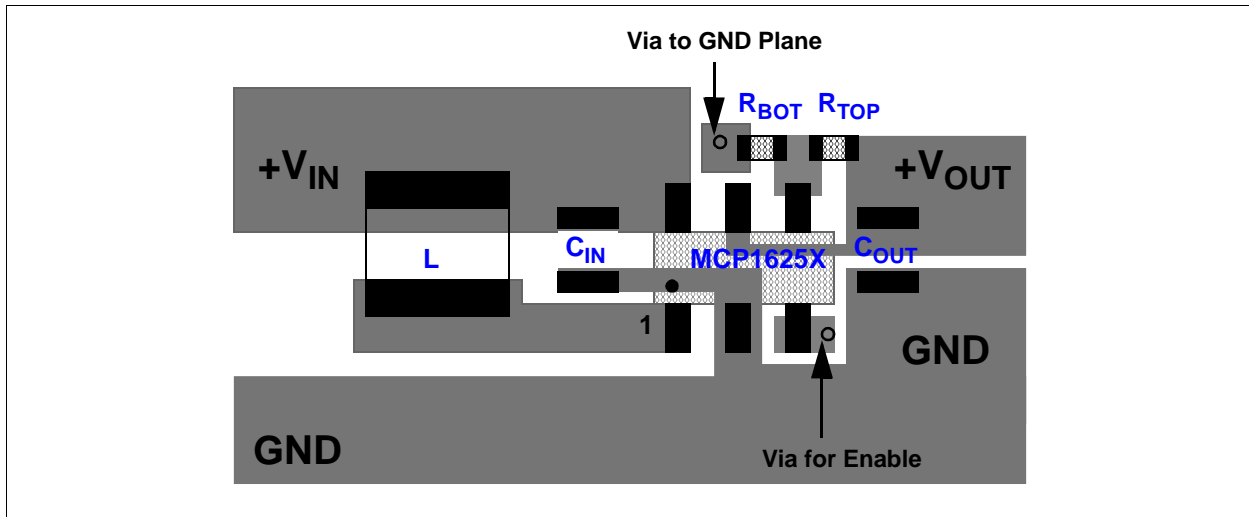 Via to GND Plane
RBOT RTOP
+VIN
+VOUT
L
CIN
MCP1625X
COUT
1
GND
GND
Via for Enable